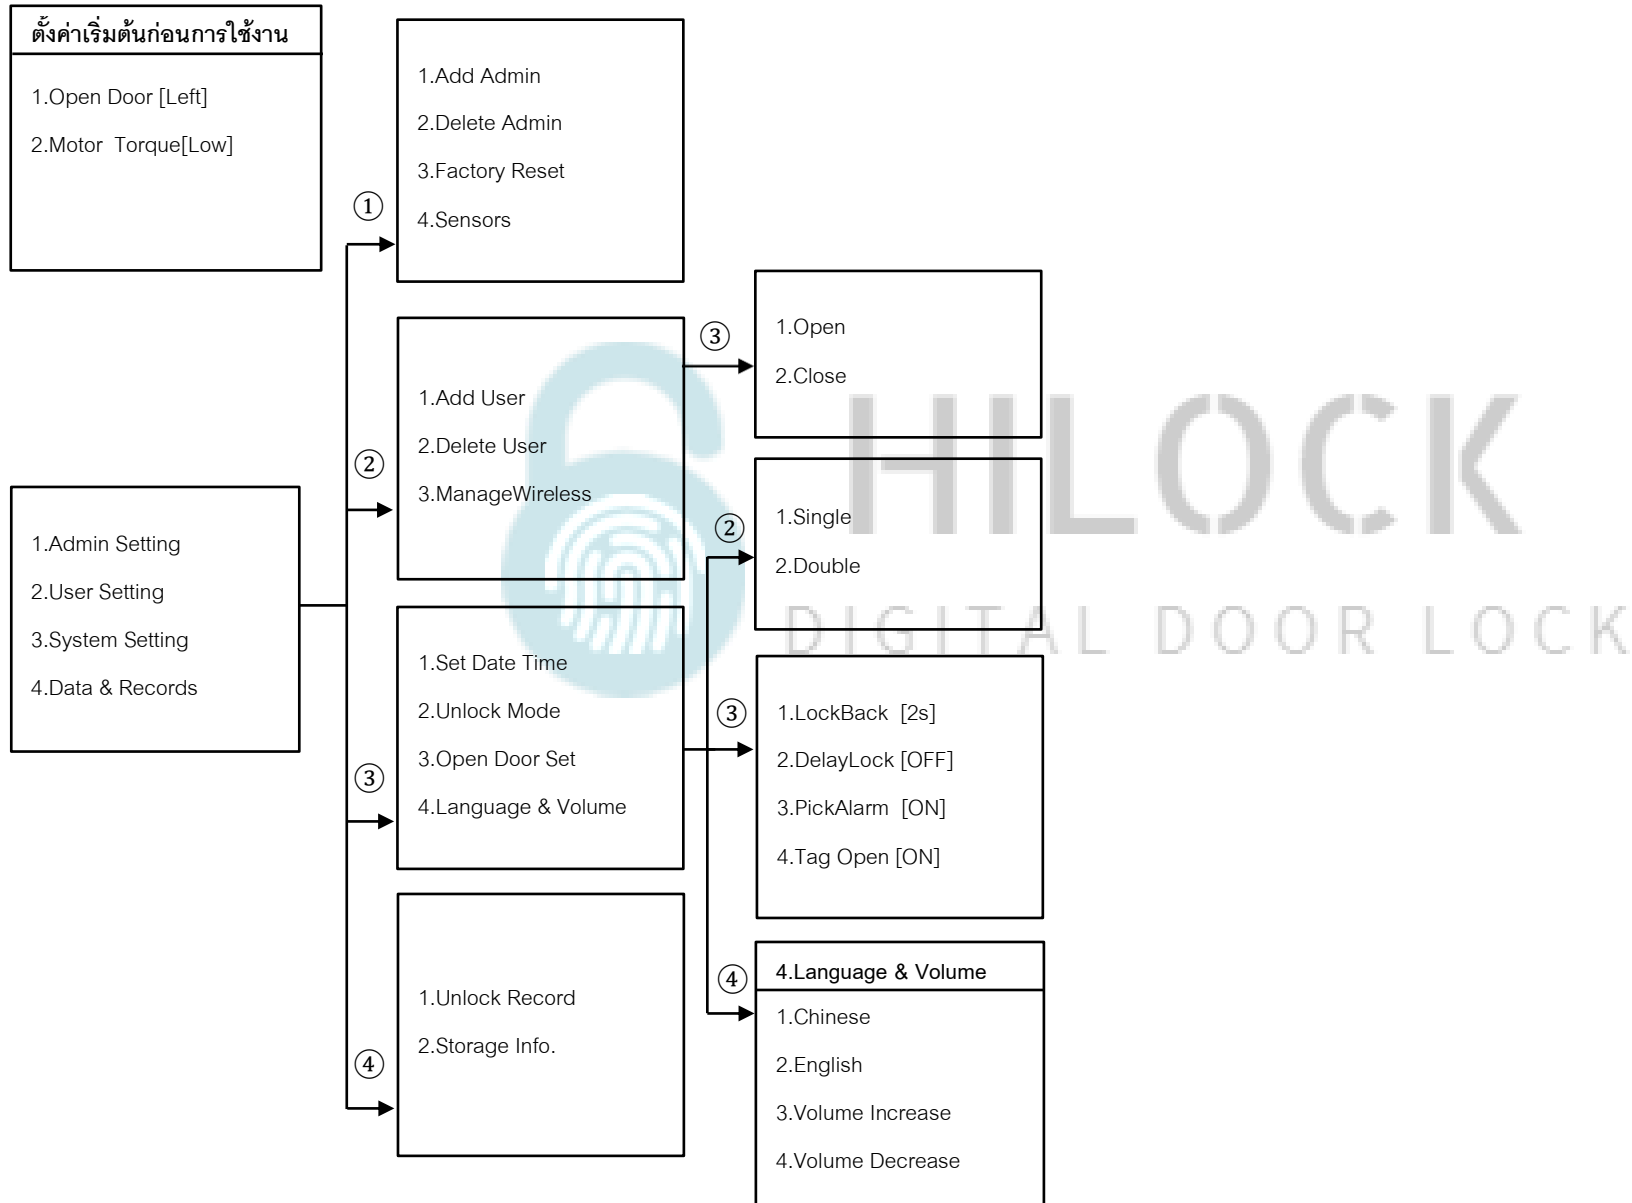 ตั้งค่าเริ่มต้นก่อนการใช้งาน
1.Open Door [Left]
2.Motor Torque[Low]
1.Admin Setting
2.User Setting
3.System Setting
4.Data & Records
①
1.Add Admin
2.Delete Admin
3.Factory Reset
4.Sensors
②
1.Add User
2.Delete User
3.ManageWireless
③
1.Set Date Time
2.Unlock Mode
3.Open Door Set
4.Language & Volume
④
1.Unlock Record
2.Storage Info.
③
1.Open
2.Close
②
1.Single
2.Double
③
1.LockBack [2s]
2.DelayLock [OFF]
3.PickAlarm [ON]
4.Tag Open [ON]
④
4.Language & Volume
1.Chinese
2.English
3.Volume Increase
4.Volume Decrease
HILOCK
DIGITAL DOOR LOCK